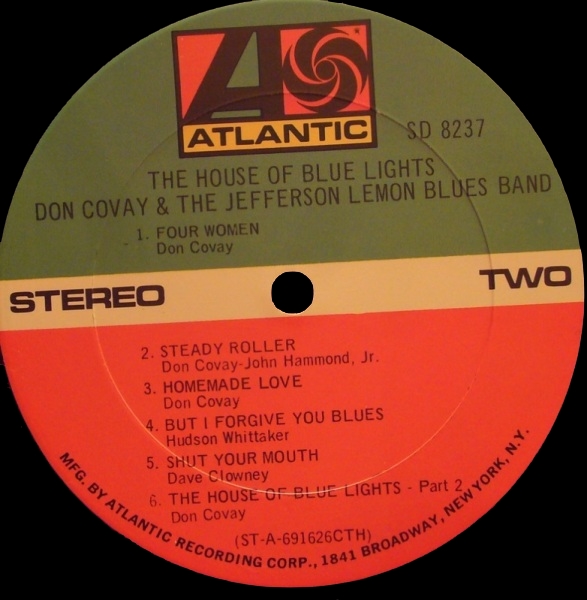 ATLANTIC
SD 8237
THE HOUSE OF BLUE LIGHTS
DON COVAY & THE JEFFERSON LEMON BLUES BAND
1. FOUR WOMEN
Don Covay
STEREO
TWO
2. STEADY ROLLER
Don Covay-John Hammond, Jr.
3. HOMEMADE LOVE
Don Covay
4. BUT I FORGIVE YOU BLUES
Hudson Whittaker
5. SHUT YOUR MOUTH
Dave Clowney
6. THE HOUSE OF BLUE LIGHTS - Part 2
Don Covay
(ST-A-691626CTH)
MFG. BY ATLANTIC RECORDING CORP., 1841 BROADWAY, NEW YORK, N.Y.